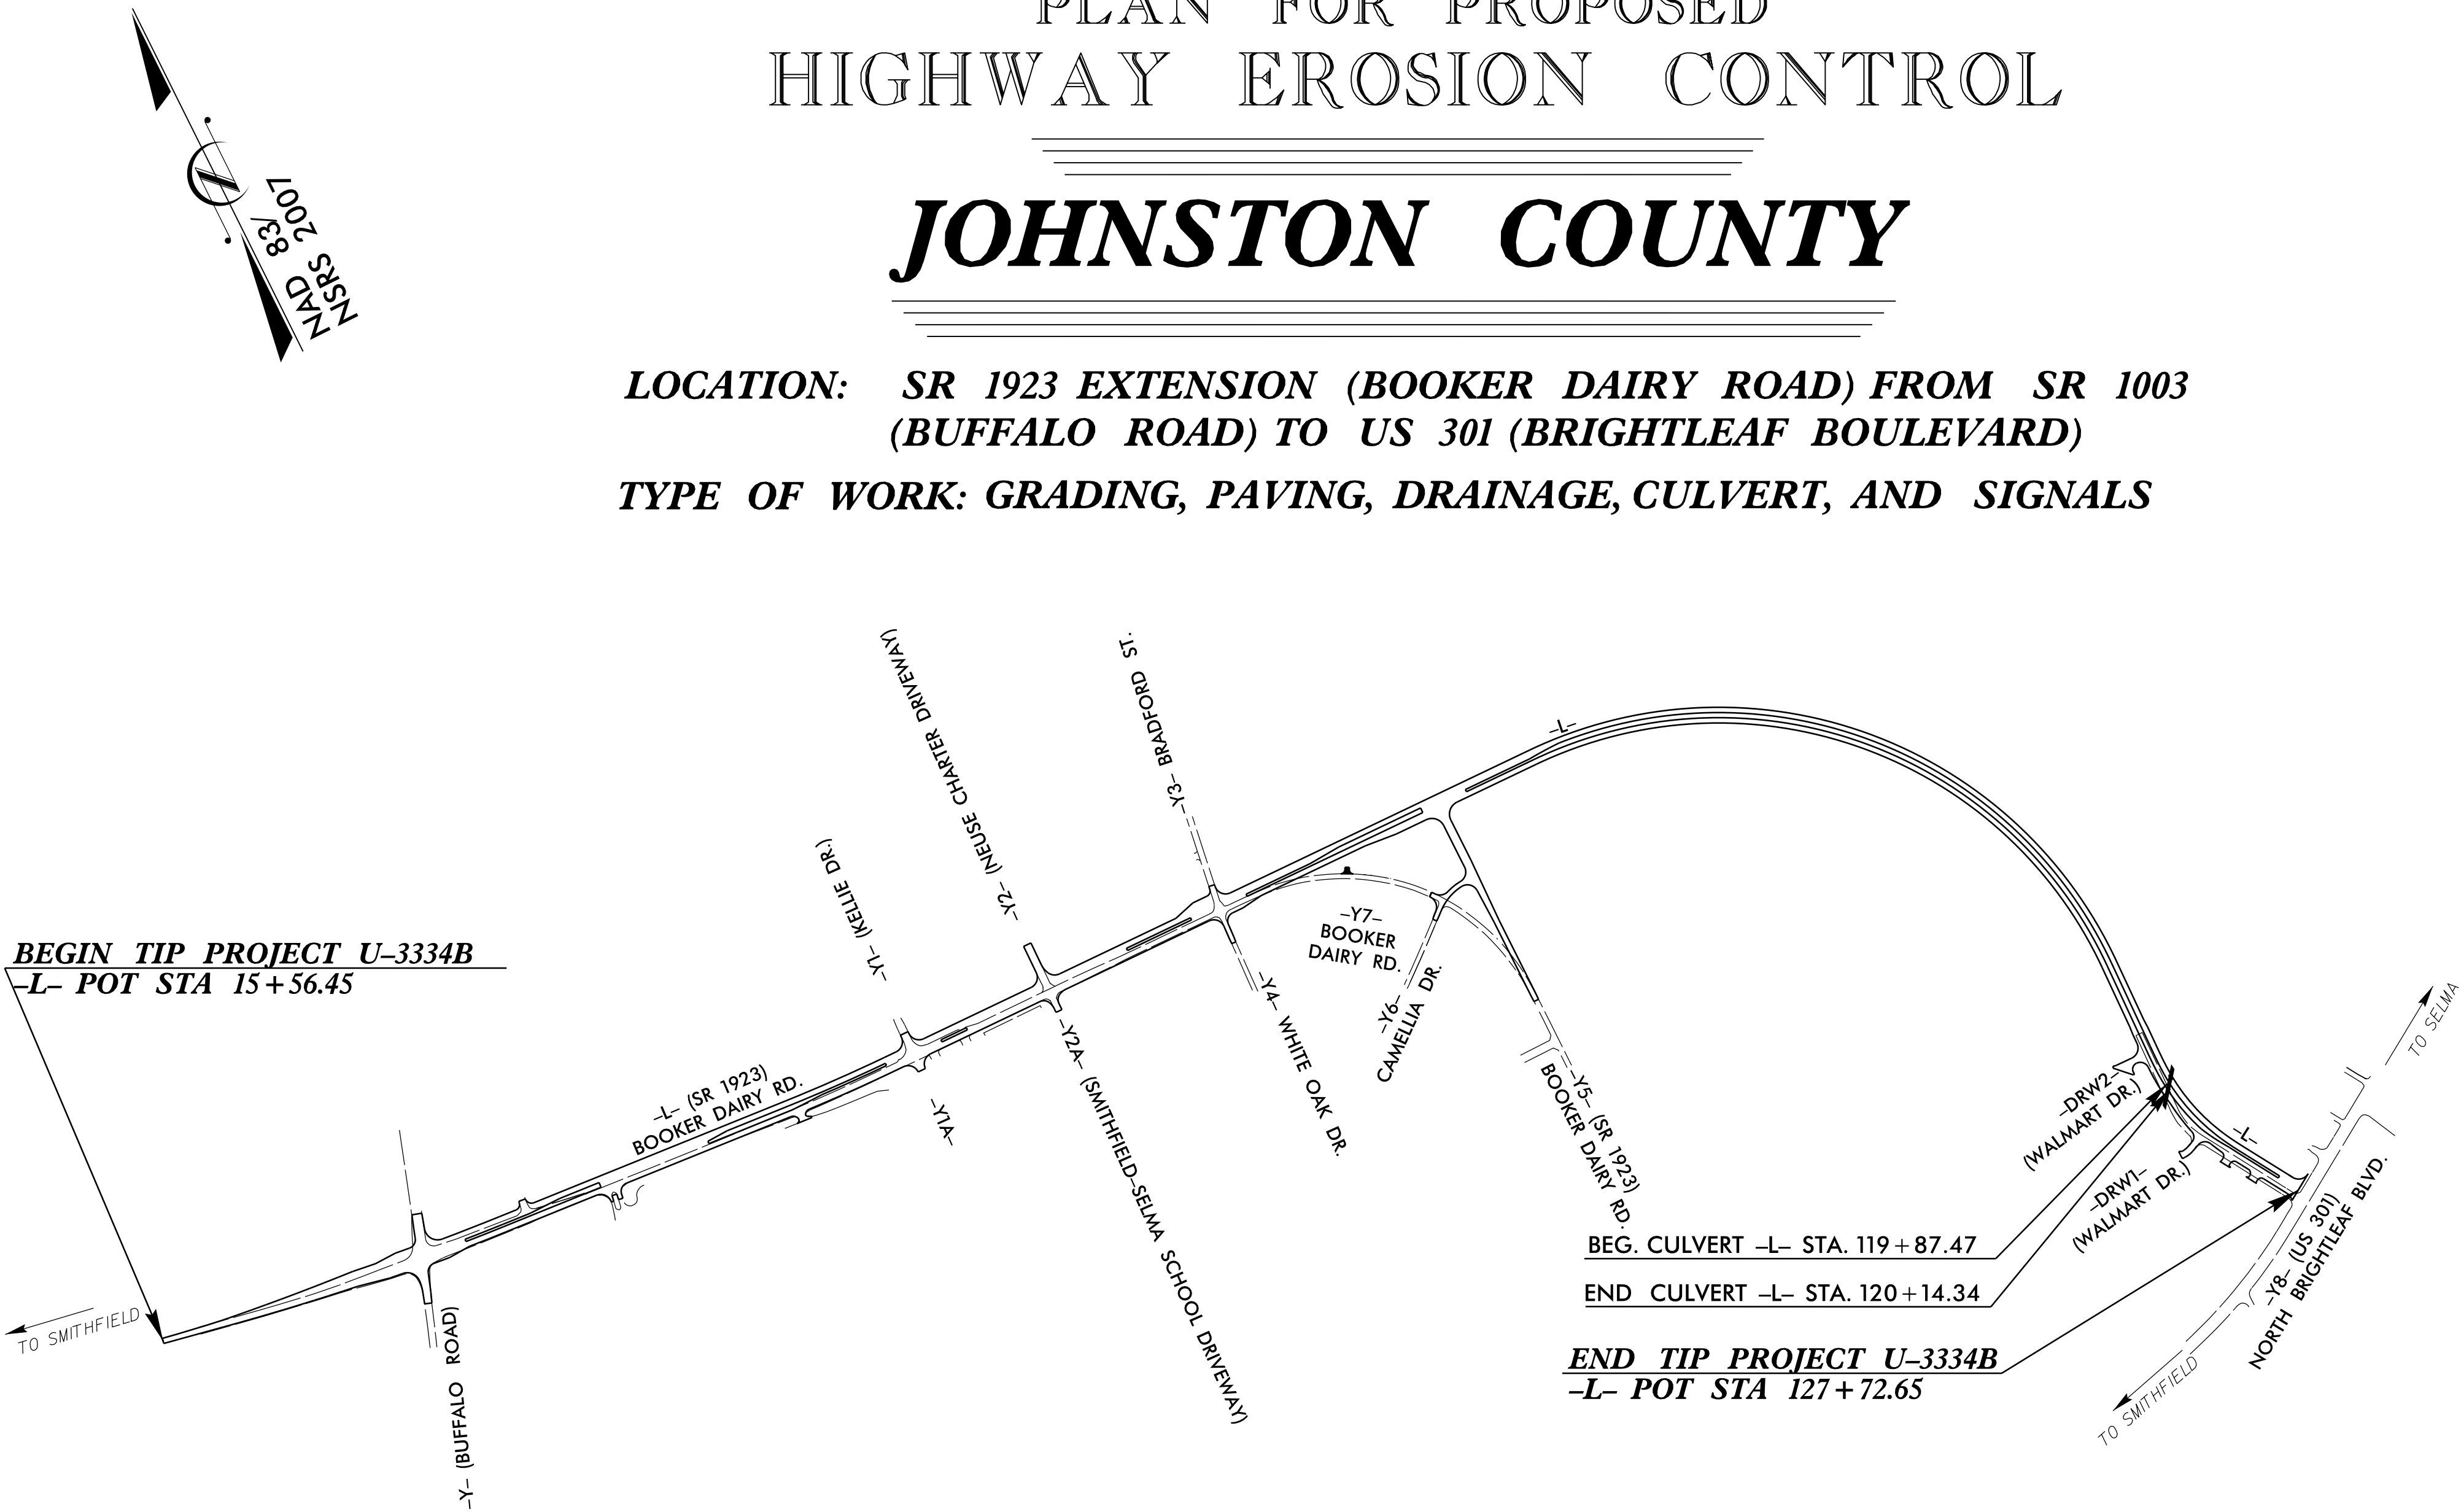 PLAN FOR PROPOSED
HIGHWAY EROSION CONTROL
JOHNSTON COUNTY
LOCATION: SR 1923 EXTENSION (BOOKER DAIRY ROAD) FROM SR 1003
(BUFFALO ROAD) TO US 301 (BRIGHTLEAF BOULEVARD)
TYPE OF WORK: GRADING, PAVING, DRAINAGE, CULVERT, AND SIGNALS
N
NAD 83/
NSRS 2007
BEGIN TIP PROJECT U-3334B
-L- POT STA 15+56.45
TO SMITHFIELD
-Y- (BUFFALO ROAD)
-L- (SR 1923)
BOOKER DAIRY RD.
-Y1- (KELLIE DR.)
-Y1A-
-Y2- (NEUSE CHARTER DRIVEWAY)
-Y2A- (SMITHFIELD-SELMA SCHOOL DRIVEWAY)
-Y3- BRADFORD ST.
-Y4- WHITE OAK DR.
-Y7-
BOOKER
DAIRY RD.
-Y6-
CAMELLIA DR.
-Y5- (SR 1923)
BOOKER DAIRY RD.
-L-
-DRW2-
(WALMART DR.)
-DRW1-
(WALMART DR.)
-L-
BEG. CULVERT -L- STA. 119+87.47
END CULVERT -L- STA. 120+14.34
END TIP PROJECT U-3334B
-L- POT STA 127+72.65
-Y8- (US 301)
NORTH BRIGHTLEAF BLVD.
TO SELMA
TO SMITHFIELD